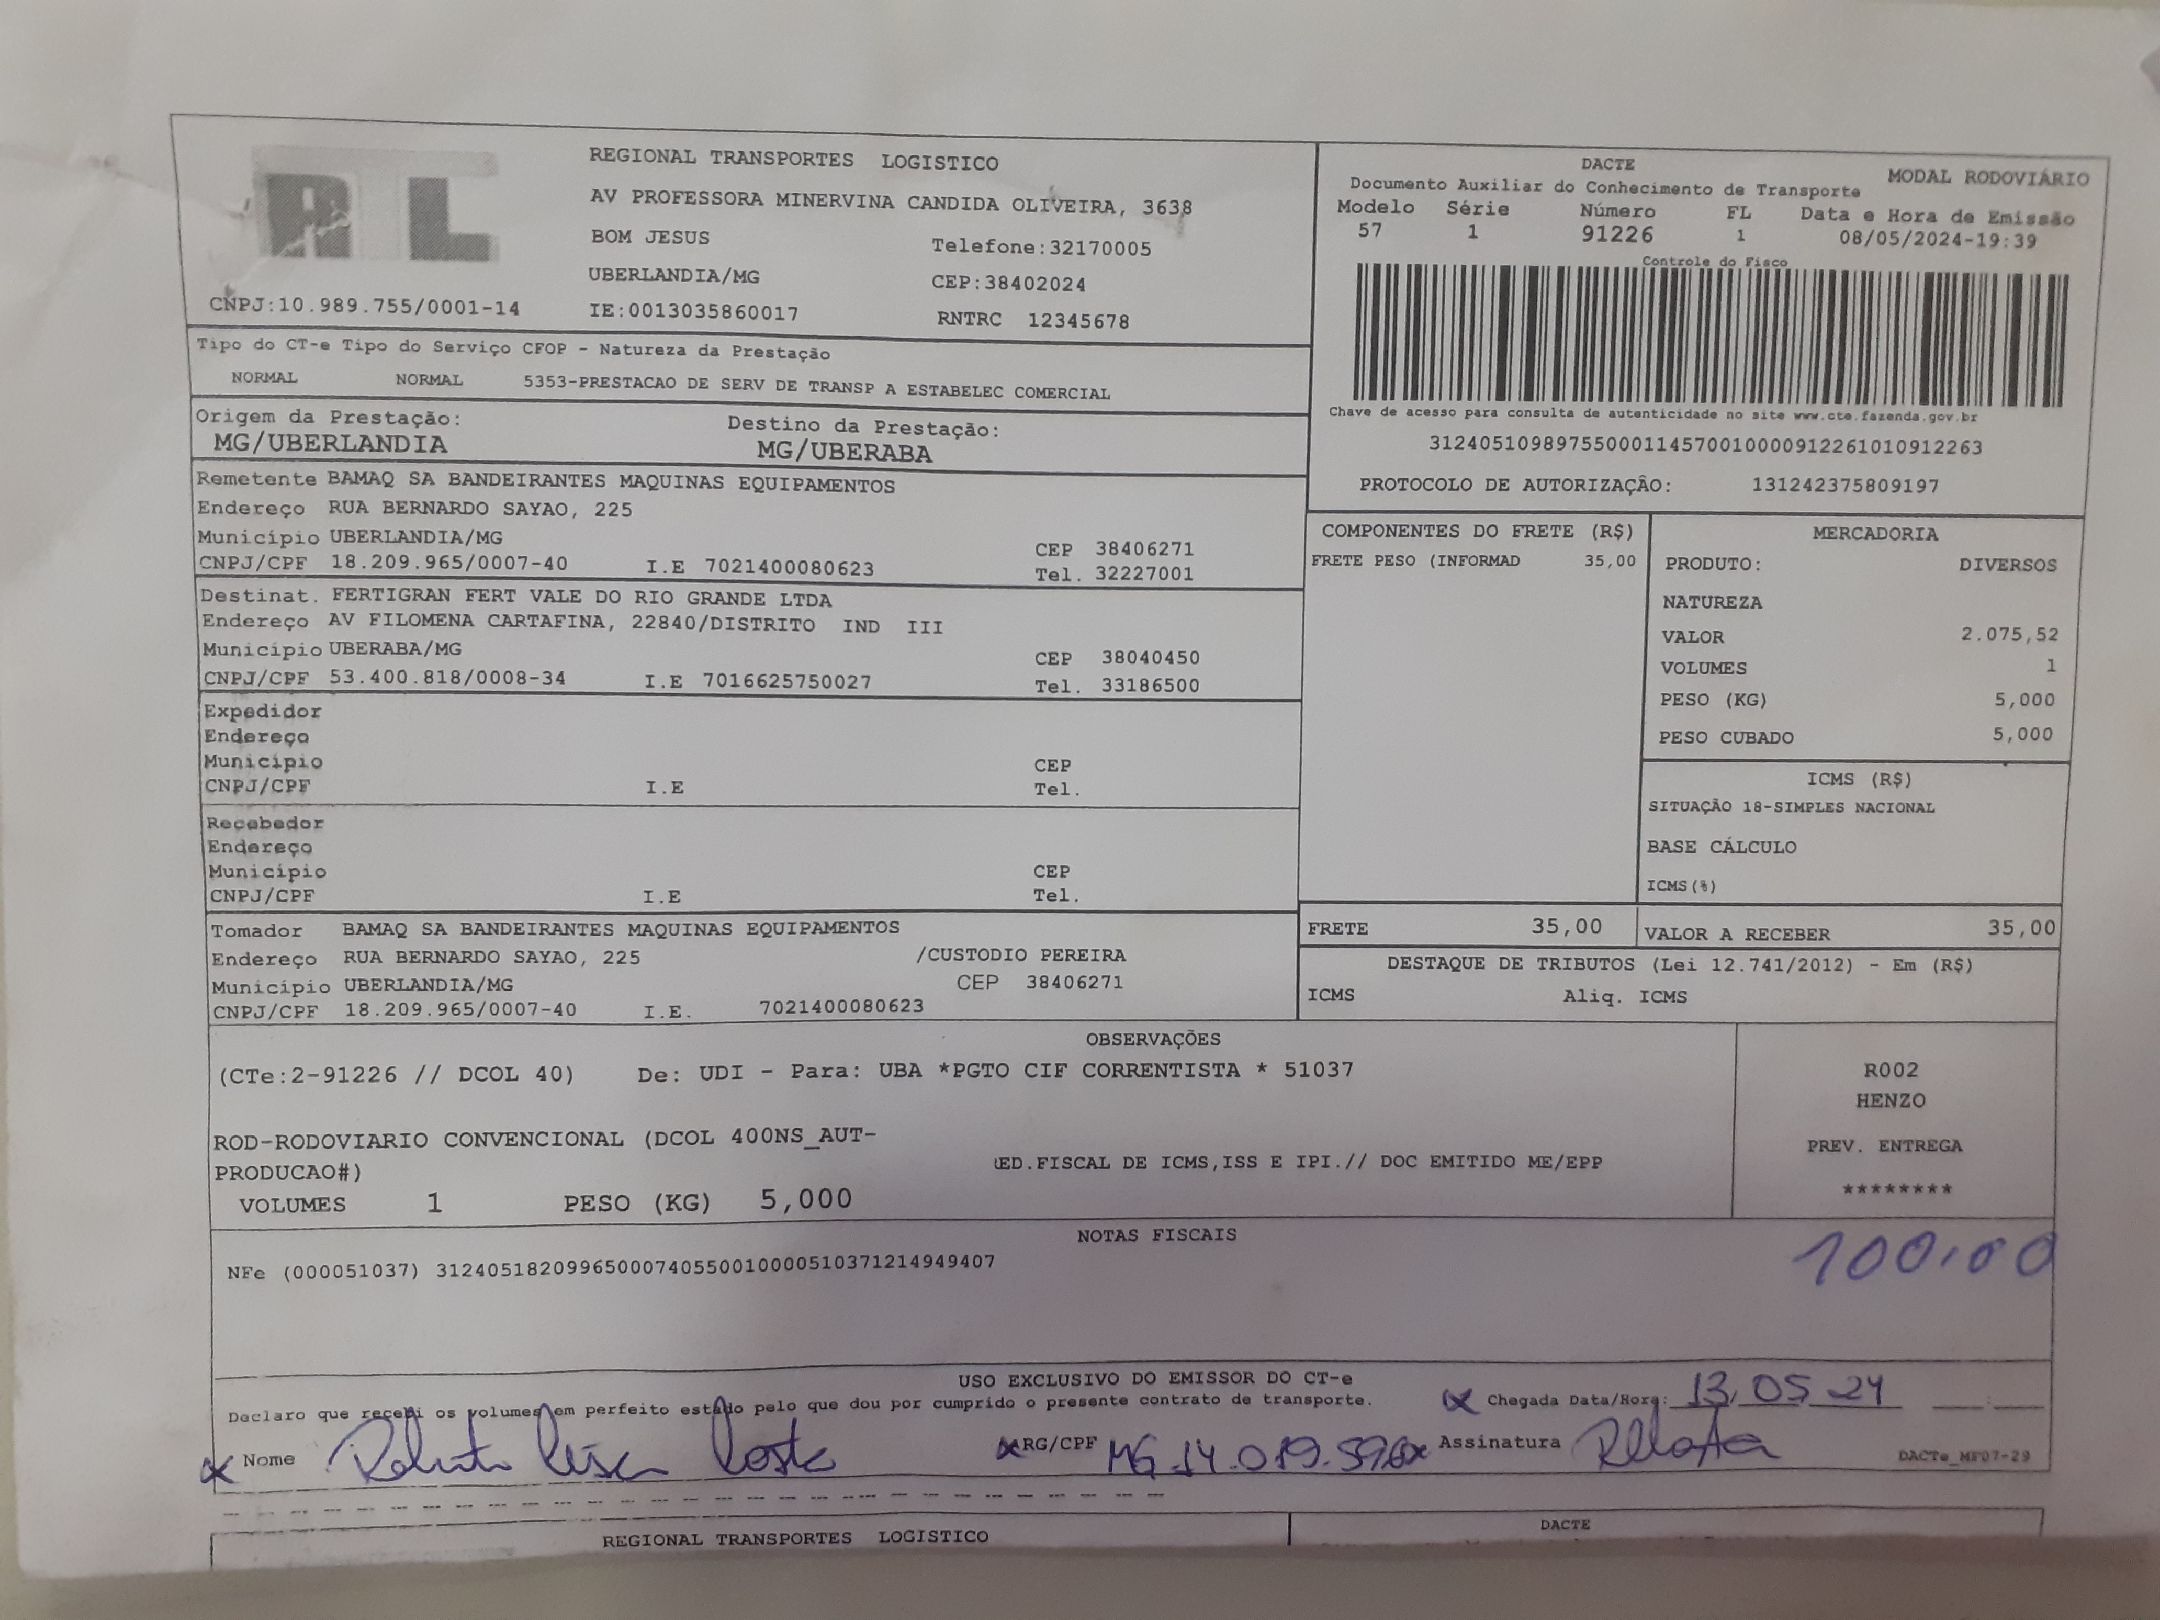 RTL
REGIONAL TRANSPORTES LOGISTICO
AV PROFESSORA MINERVINA CANDIDA OLIVEIRA, 3638
BOM JESUS Telefone:32170005
UBERLANDIA/MG CEP:38402024
CNPJ:10.989.755/0001-14 IE:0013035860017 RNTRC 12345678
DACTE MODAL RODOVIÁRIO
Documento Auxiliar do Conhecimento de Transporte
Modelo Série Número FL Data e Hora de Emissão
57 1 91226 1 08/05/2024-19:39
Controle do Fisco
Chave de acesso para consulta de autenticidade no site www.cte.fazenda.gov.br
31240510989755000114570010000912261010912263
PROTOCOLO DE AUTORIZAÇÃO: 131242375809197
Tipo do CT-e Tipo do Serviço CFOP - Natureza da Prestação
NORMAL NORMAL 5353-PRESTACAO DE SERV DE TRANSP A ESTABELEC COMERCIAL
Origem da Prestação: Destino da Prestação:
MG/UBERLANDIA MG/UBERABA
Remetente BAMAQ SA BANDEIRANTES MAQUINAS EQUIPAMENTOS
Endereço RUA BERNARDO SAYAO, 225
Município UBERLANDIA/MG CEP 38406271
CNPJ/CPF 18.209.965/0007-40 I.E 7021400080623 Tel. 32227001
Destinat. FERTIGRAN FERT VALE DO RIO GRANDE LTDA
Endereço AV FILOMENA CARTAFINA, 22840/DISTRITO IND III
Município UBERABA/MG CEP 38040450
CNPJ/CPF 53.400.818/0008-34 I.E 7016625750027 Tel. 33186500
Expedidor
Endereço
Município CEP
CNPJ/CPF I.E Tel.
Recebedor
Endereço
Município CEP
CNPJ/CPF I.E Tel.
Tomador BAMAQ SA BANDEIRANTES MAQUINAS EQUIPAMENTOS
Endereço RUA BERNARDO SAYAO, 225 /CUSTODIO PEREIRA
Município UBERLANDIA/MG CEP 38406271
CNPJ/CPF 18.209.965/0007-40 I.E. 7021400080623
COMPONENTES DO FRETE (R$)
FRETE PESO (INFORMAD 35,00
MERCADORIA
PRODUTO: DIVERSOS
NATUREZA
VALOR 2.075,52
VOLUMES 1
PESO (KG) 5,000
PESO CUBADO 5,000
ICMS (R$)
SITUAÇÃO 18-SIMPLES NACIONAL
BASE CÁLCULO
ICMS(%)
FRETE 35,00 VALOR A RECEBER 35,00
DESTAQUE DE TRIBUTOS (Lei 12.741/2012) - Em (R$)
ICMS Aliq. ICMS
OBSERVAÇÕES
(CTe:2-91226 // DCOL 40) De: UDI - Para: UBA *PGTO CIF CORRENTISTA * 51037
ROD-RODOVIARIO CONVENCIONAL (DCOL 400NS_AUT-
PRODUCAO#) ED.FISCAL DE ICMS,ISS E IPI.// DOC EMITIDO ME/EPP
VOLUMES 1 PESO (KG) 5,000
R002
HENZO
PREV. ENTREGA
********
NOTAS FISCAIS
NFe (000051037) 31240518209965000740550010000510371214949407
100.00
USO EXCLUSIVO DO EMISSOR DO CT-e
Declaro que recebi os volumes em perfeito estado pelo que dou por cumprido o presente contrato de transporte. x Chegada Data/Hora: 13, 05 24 :
x Nome Costa x RG/CPF Assinatura DACTe_MF07-29
REGIONAL TRANSPORTES LOGISTICO DACTE